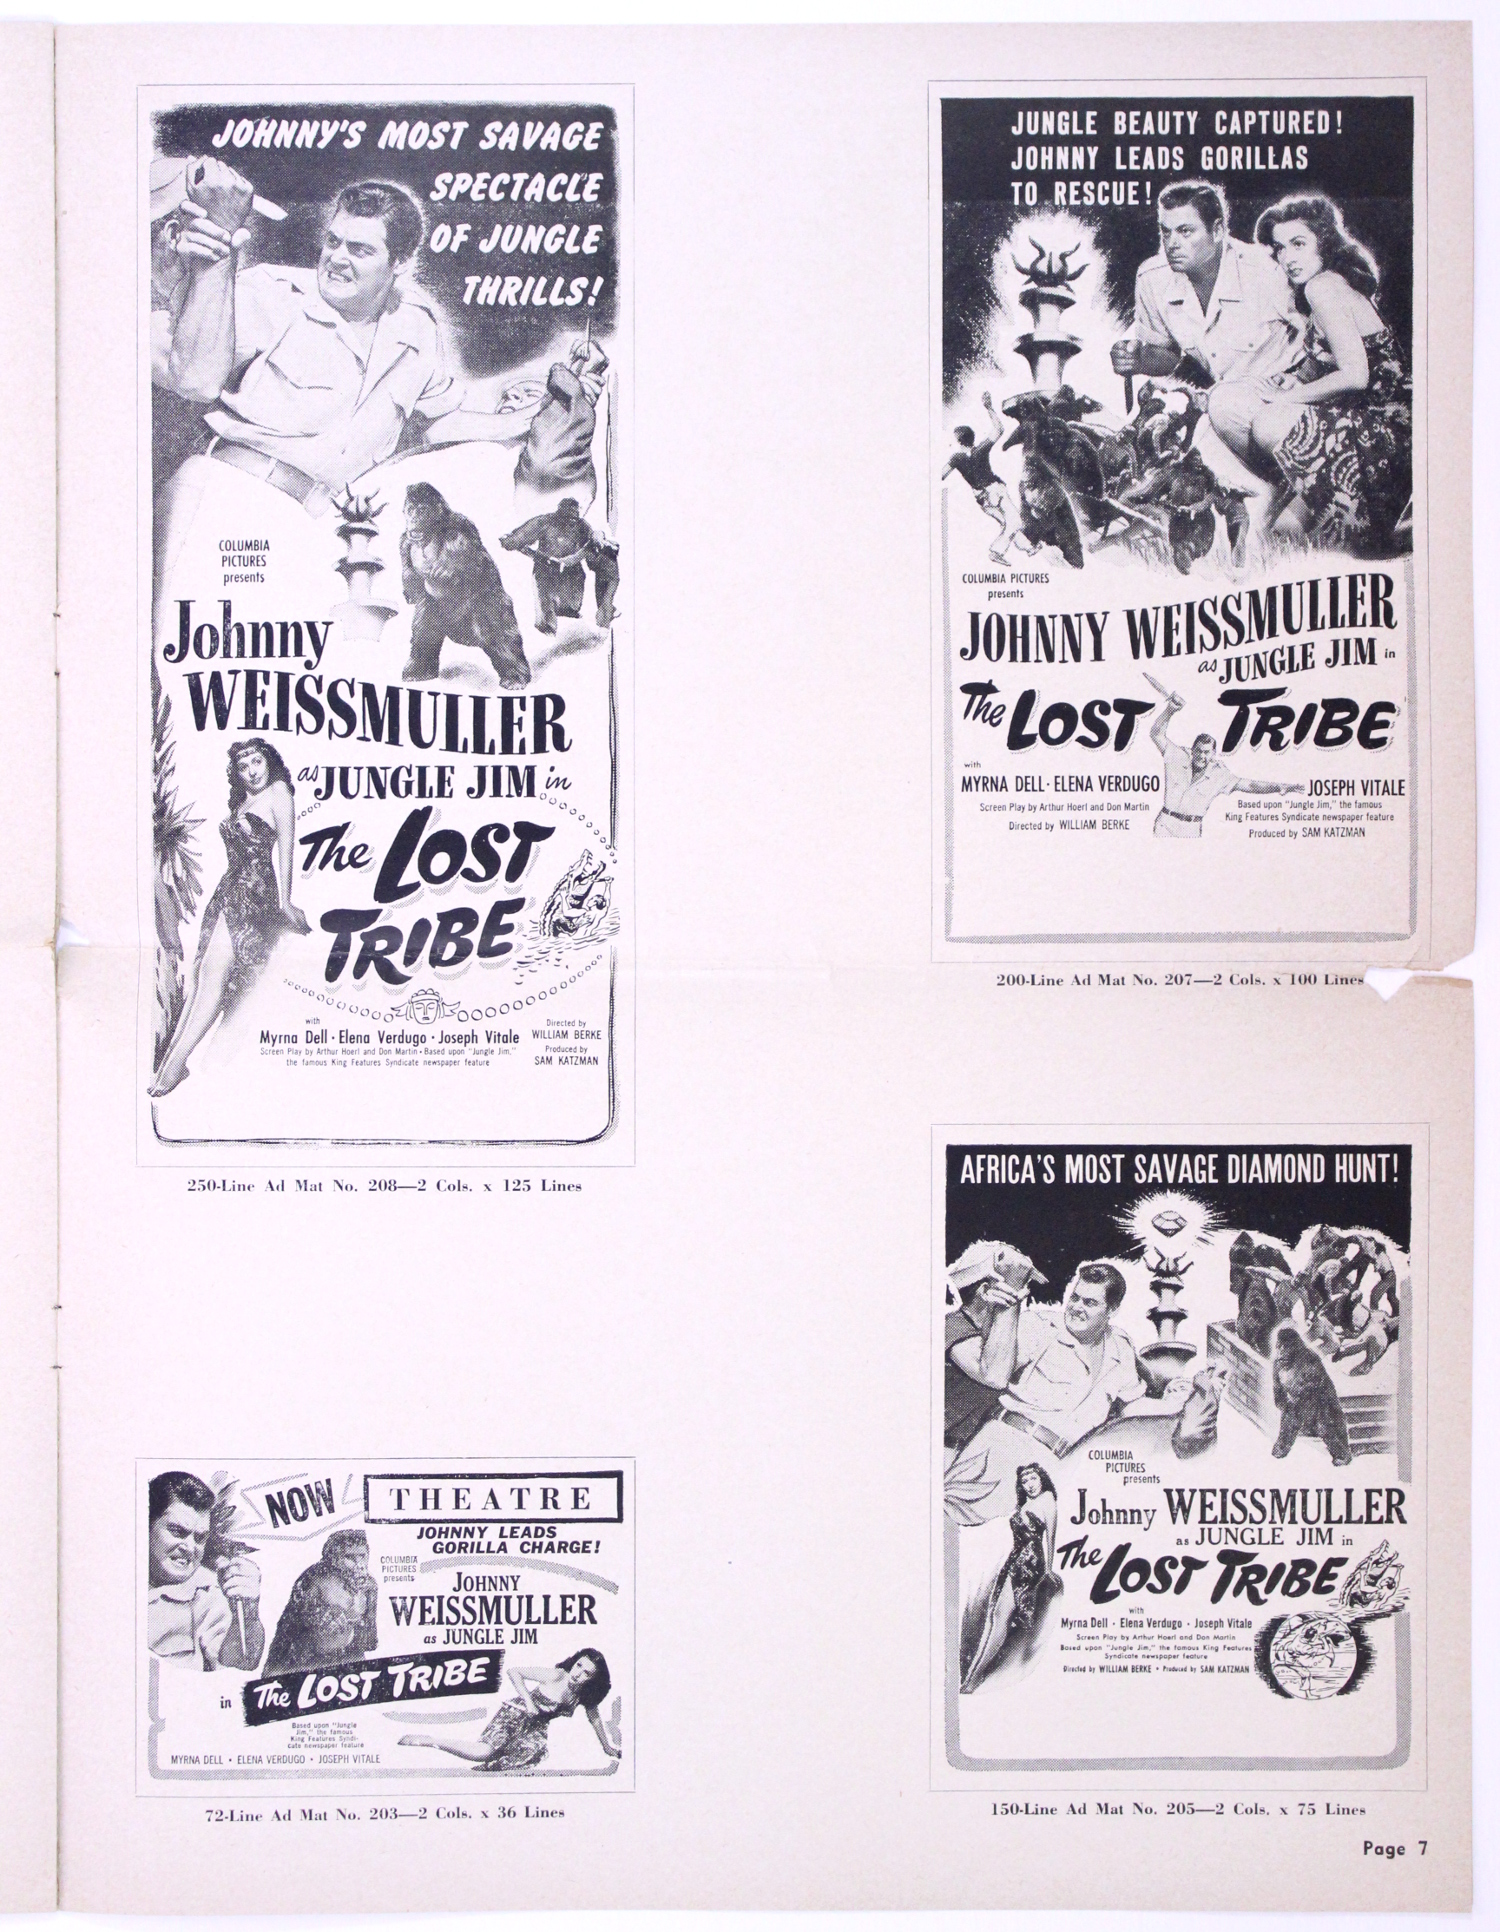 JOHNNY'S MOST SAVAGE
SPECTACLE
OF JUNGLE
THRILLS!
COLUMBIA
PICTURES
presents
Johnny
WEISSMULLER
as JUNGLE JIM in
The LOST
TRIBE
with
Myrna Dell · Elena Verdugo · Joseph Vitale
Screen Play by Arthur Hoerl and Don Martin · Based upon "Jungle Jim,"
the famous King Features Syndicate newspaper feature
Directed by
WILLIAM BERKE
Produced by
SAM KATZMAN
250-Line Ad Mat No. 208—2 Cols. x 125 Lines
NOW
THEATRE
JOHNNY LEADS
GORILLA CHARGE!
COLUMBIA
PICTURES
presents
JOHNNY
WEISSMULLER
as JUNGLE JIM
in The LOST TRIBE
Based upon "Jungle
Jim," the famous
King Features Syndi-
cate newspaper feature
MYRNA DELL · ELENA VERDUGO · JOSEPH VITALE
72-Line Ad Mat No. 203—2 Cols. x 36 Lines
JUNGLE BEAUTY CAPTURED!
JOHNNY LEADS GORILLAS
TO RESCUE!
COLUMBIA PICTURES
presents
JOHNNY WEISSMULLER
as JUNGLE JIM in
The LOST TRIBE
with
MYRNA DELL · ELENA VERDUGO JOSEPH VITALE
Screen Play by Arthur Hoerl and Don Martin
Directed by WILLIAM BERKE
Based upon "Jungle Jim," the famous
King Features Syndicate newspaper feature
Produced by SAM KATZMAN
200-Line Ad Mat No. 207—2 Cols. x 100 Lines
AFRICA'S MOST SAVAGE DIAMOND HUNT!
COLUMBIA
PICTURES
presents
Johnny WEISSMULLER
as JUNGLE JIM in
The LOST TRIBE
with
Myrna Dell · Elena Verdugo · Joseph Vitale
Screen Play by Arthur Hoerl and Don Martin
Based upon "Jungle Jim," the famous King Features
Syndicate newspaper feature
Directed by WILLIAM BERKE · Produced by SAM KATZMAN
150-Line Ad Mat No. 205—2 Cols. x 75 Lines
Page 7